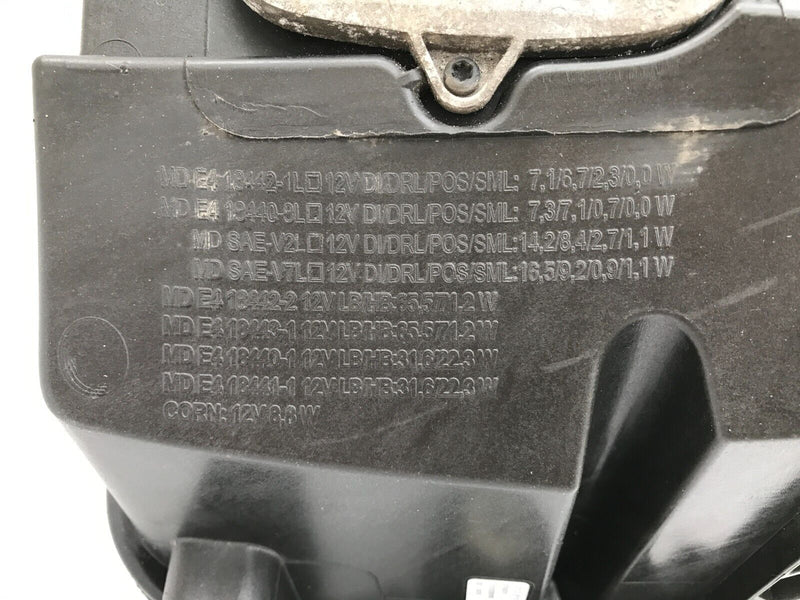 MD E4 18442-1L□ 12V DI/DRL/POS/SML: 7,1/6,7/2,3/0,0 W
MD E4 18440-8L□ 12V DI/DRL/POS/SML: 7,3/7,1/0,7/0,0 W
MD SAE-V2L□ 12V DI/DRL/POS/SML:14,2/8,4/2,7/1,1 W
MD SAE-V7L□ 12V DI/DRL/POS/SML:16,5/9,2/0,9/1,1 W
MD E4 18442-2 12V LB/HB:35,5/71,2 W
MD E4 18443-1 12V LB/HB:35,5/71,2 W
MD E4 18440-1 12V LB/HB:31,6/22,3 W
MD E4 18441-1 12V LB/HB:31,6/22,3 W
CORN: 12V 8,6 W